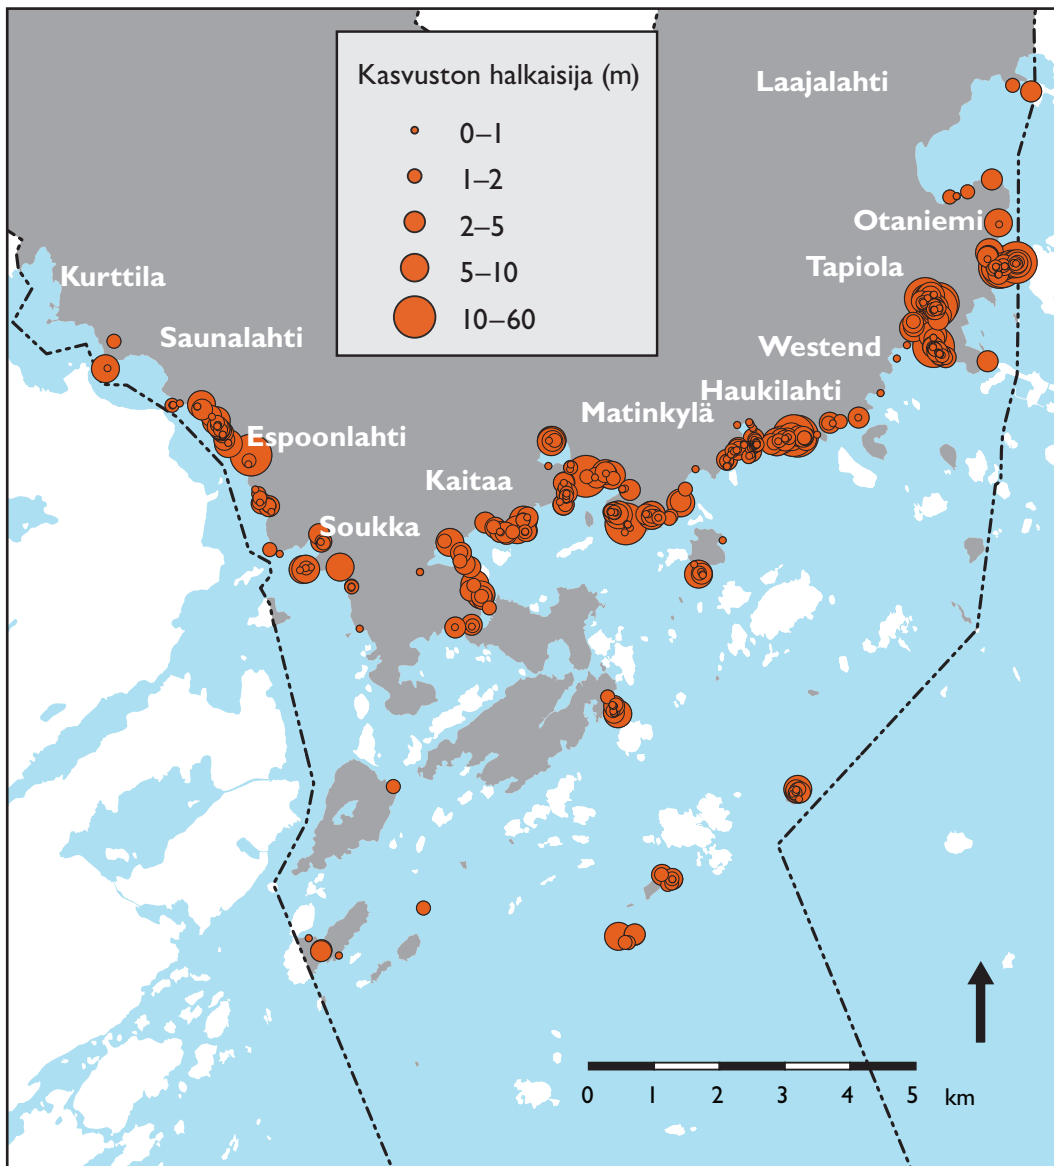 Kasvuston halkaisija (m)
0–1
1–2
2–5
5–10
10–60
Laajalahti
Otaniemi
Tapiola
Kurttila
Saunalahti
Westend
Haukilahti
Matinkylä
Espoonlahti
Kaitaa
Soukka
0 1 2 3 4 5 km